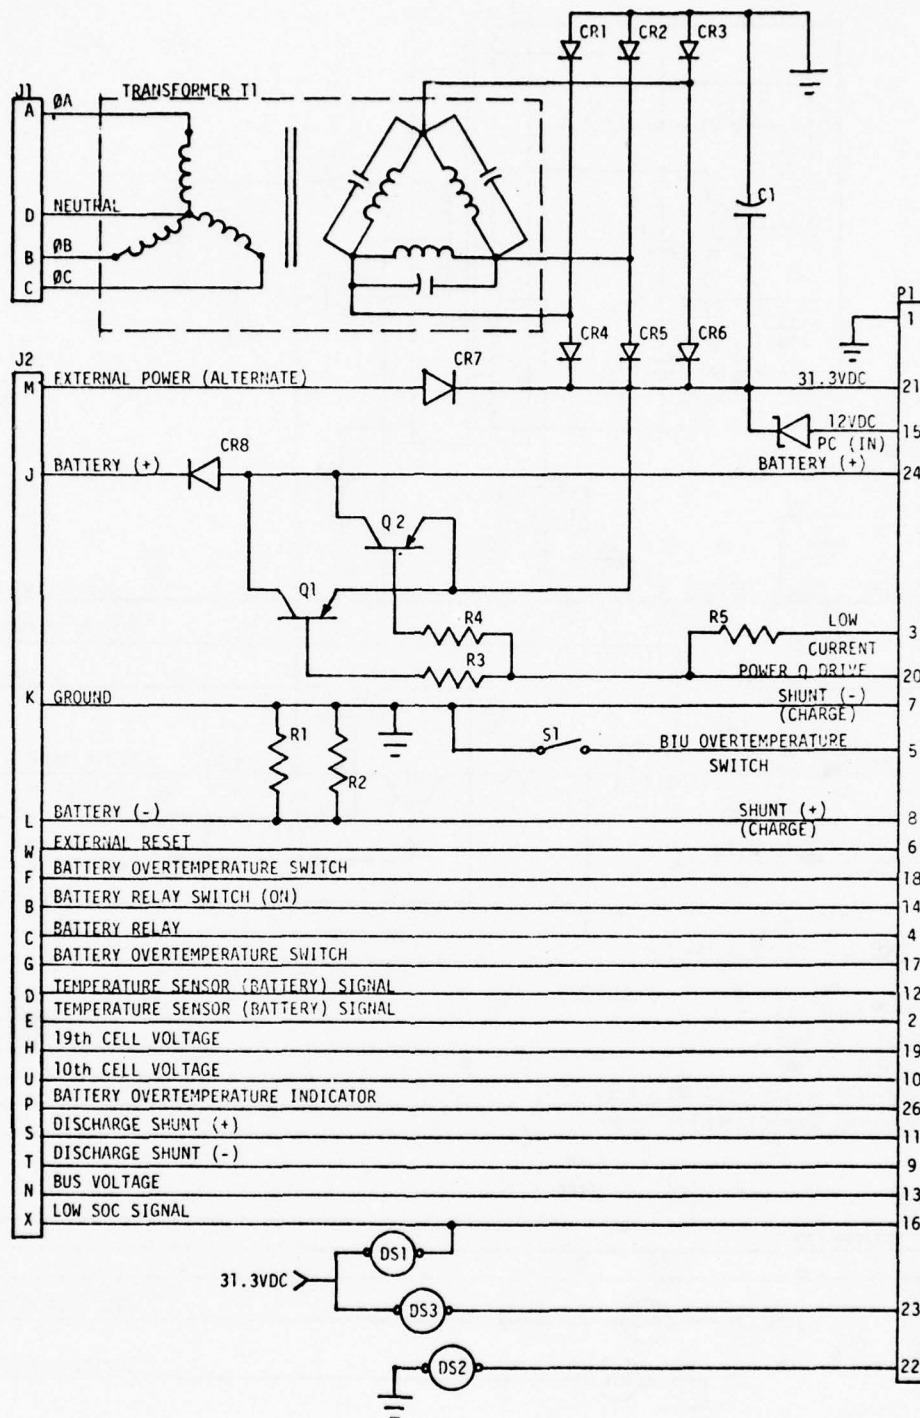 CR1 CR2 CR3
J1
TRANSFORMER T1
A ØA
C1
D NEUTRAL
B ØB
C ØC
P1
1
J2
CR4 CR5 CR6
CR7
M EXTERNAL POWER (ALTERNATE) 31.3VDC 21
12VDC 15
PC (IN)
CR8
J BATTERY (+) BATTERY (+) 24
Q2
Q1
R4 R5 LOW 3
CURRENT
R3 POWER Q DRIVE 20
K GROUND SHUNT (-) 7
(CHARGE)
R1 S1 BIU OVERTEMPERATURE 5
SWITCH
R2
L BATTERY (-) SHUNT (+) 8
(CHARGE)
W EXTERNAL RESET 6
F BATTERY OVERTEMPERATURE SWITCH 18
B BATTERY RELAY SWITCH (ON) 14
C BATTERY RELAY 4
G BATTERY OVERTEMPERATURE SWITCH 17
D TEMPERATURE SENSOR (BATTERY) SIGNAL 12
E TEMPERATURE SENSOR (BATTERY) SIGNAL 2
H 19th CELL VOLTAGE 19
U 10th CELL VOLTAGE 10
P BATTERY OVERTEMPERATURE INDICATOR 26
S DISCHARGE SHUNT (+) 11
T DISCHARGE SHUNT (-) 9
N BUS VOLTAGE 13
X LOW SOC SIGNAL 16
DS1
31.3VDC
DS3 23
DS2 22